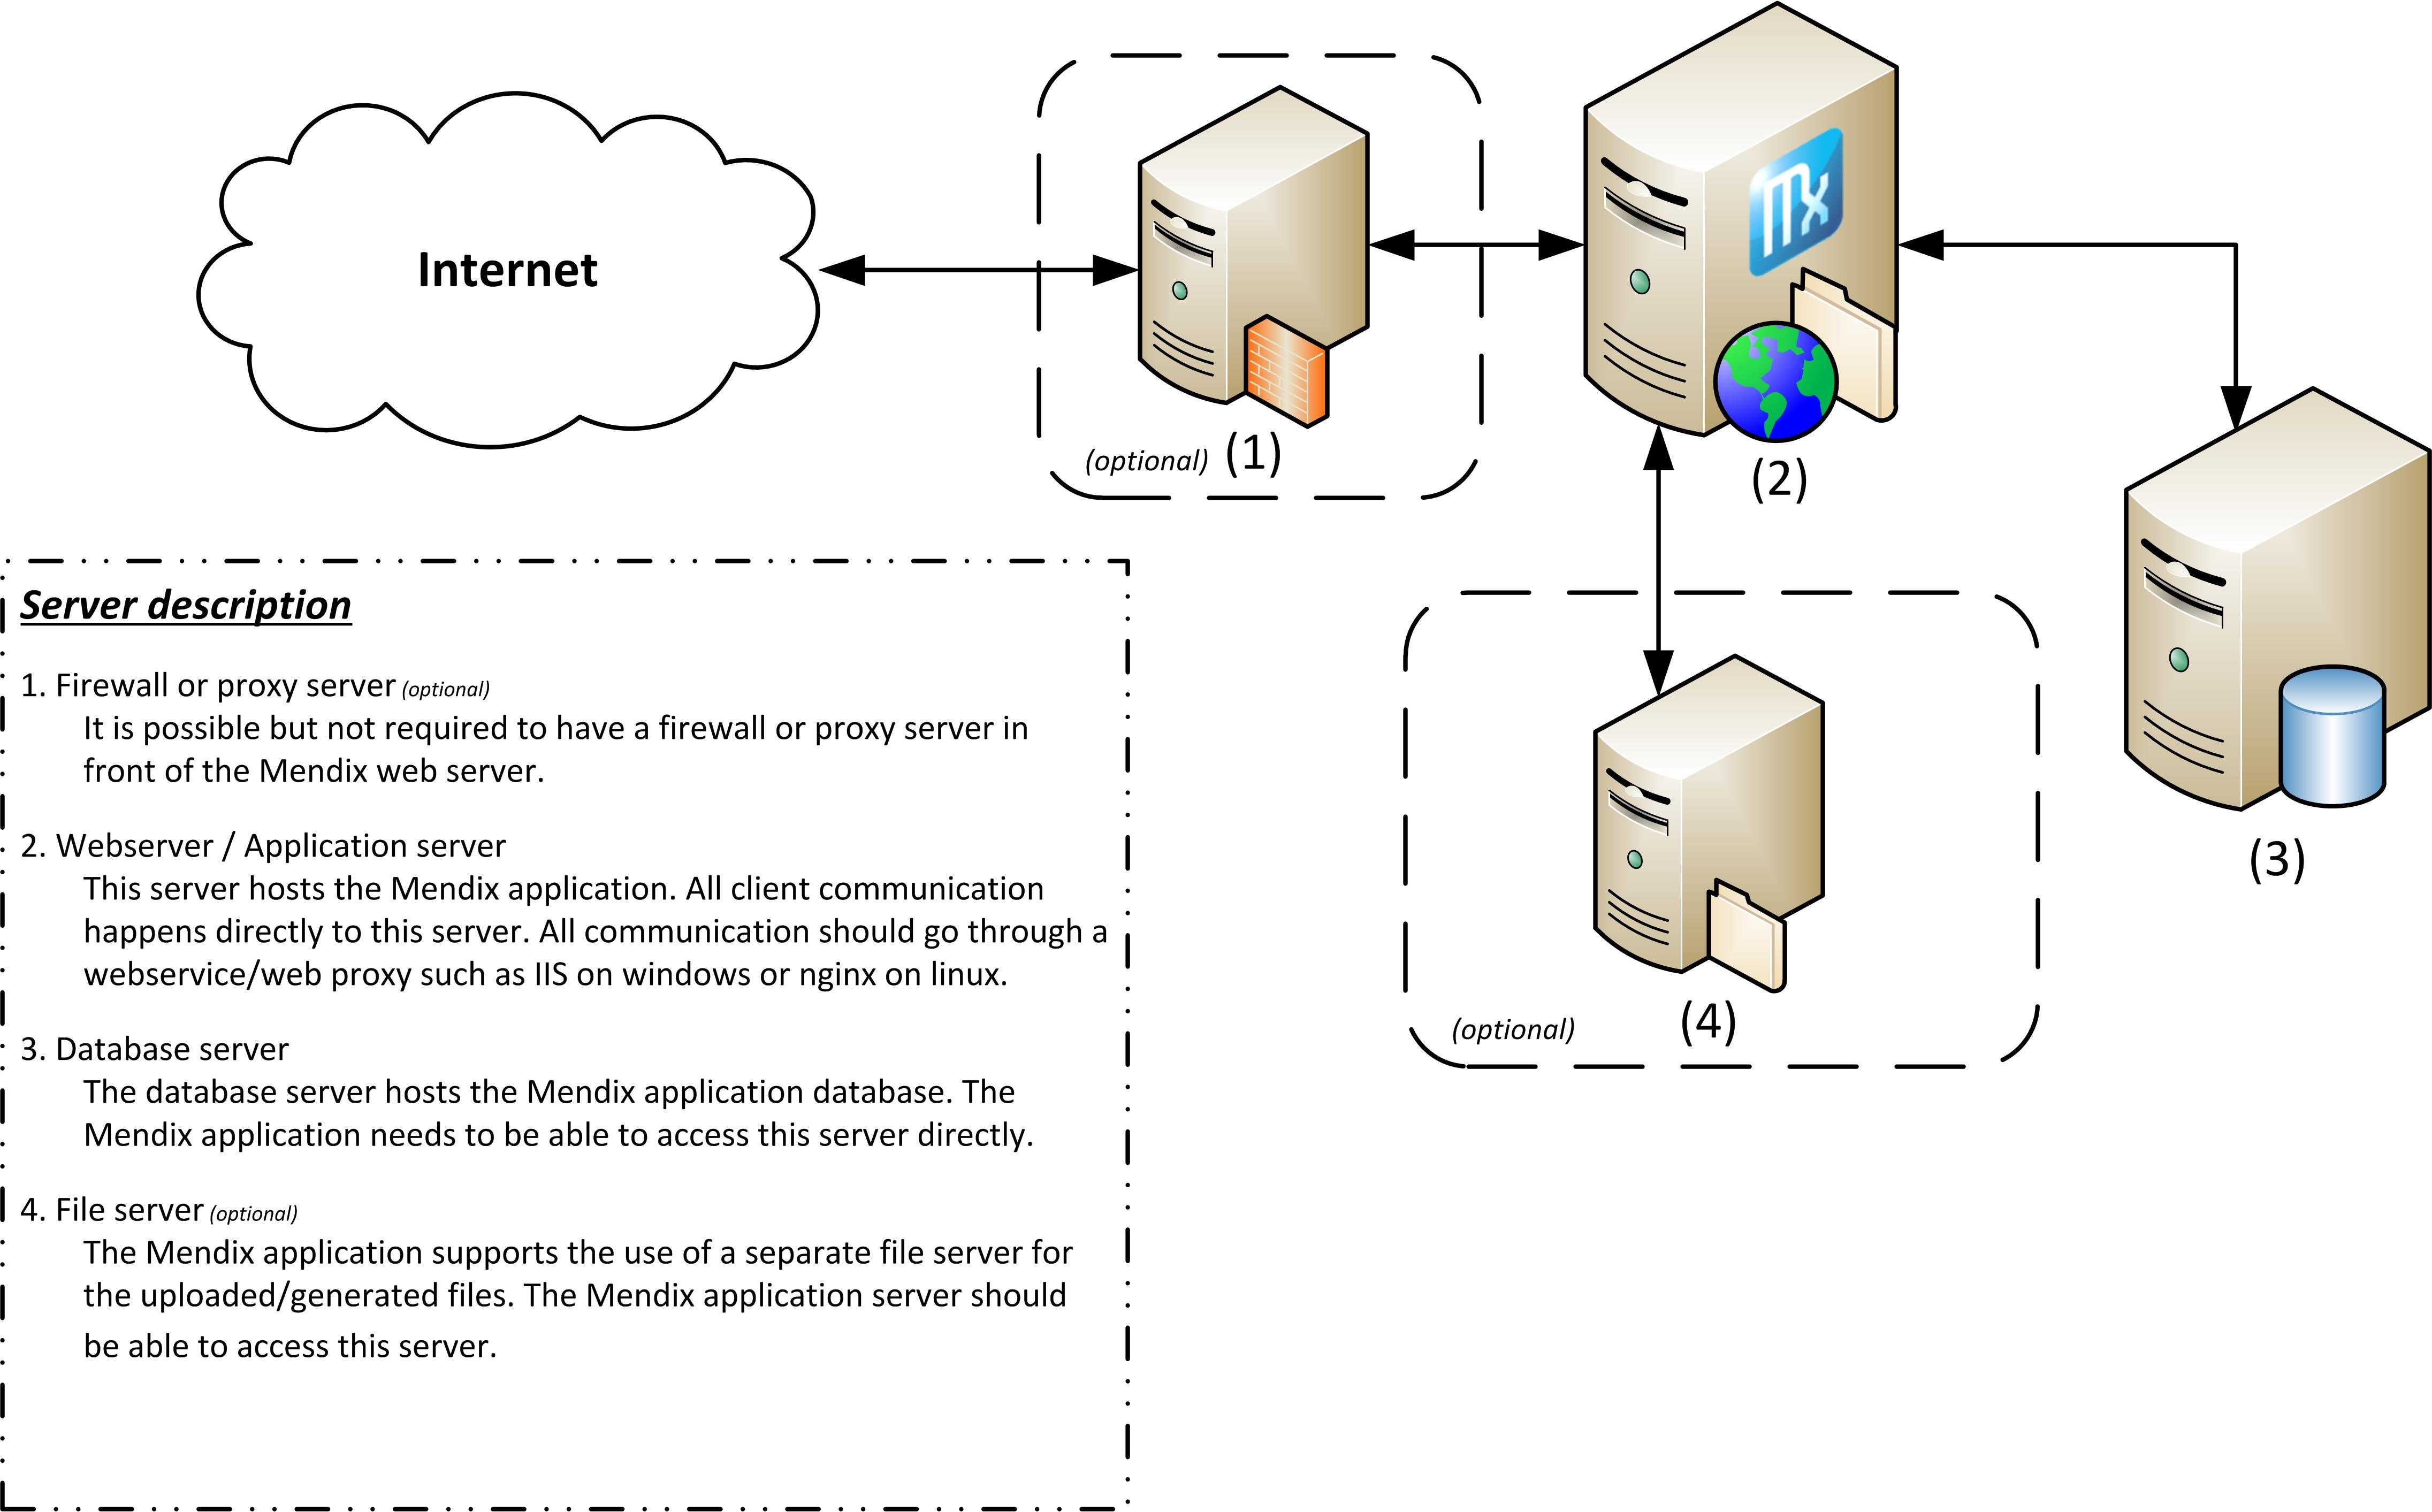 Internet
Mx
(optional) (1)
(2)
(3)
(optional)
(4)
Server description
1. Firewall or proxy server (optional)
It is possible but not required to have a firewall or proxy server in
front of the Mendix web server.
2. Webserver / Application server
This server hosts the Mendix application. All client communication
happens directly to this server. All communication should go through a
webservice/web proxy such as IIS on windows or nginx on linux.
3. Database server
The database server hosts the Mendix application database. The
Mendix application needs to be able to access this server directly.
4. File server (optional)
The Mendix application supports the use of a separate file server for
the uploaded/generated files. The Mendix application server should
be able to access this server.